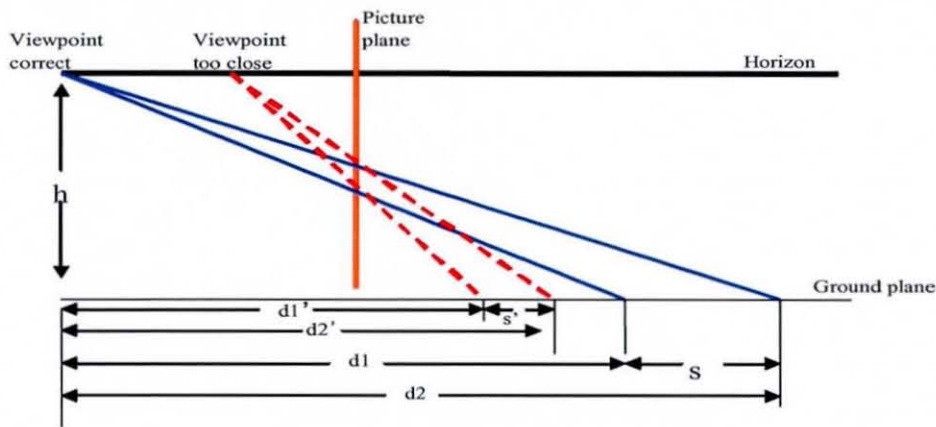 Picture
plane
Viewpoint
correct
Viewpoint
too close
Horizon
h
Ground plane
d1'
s'
d2'
d1
S
d2